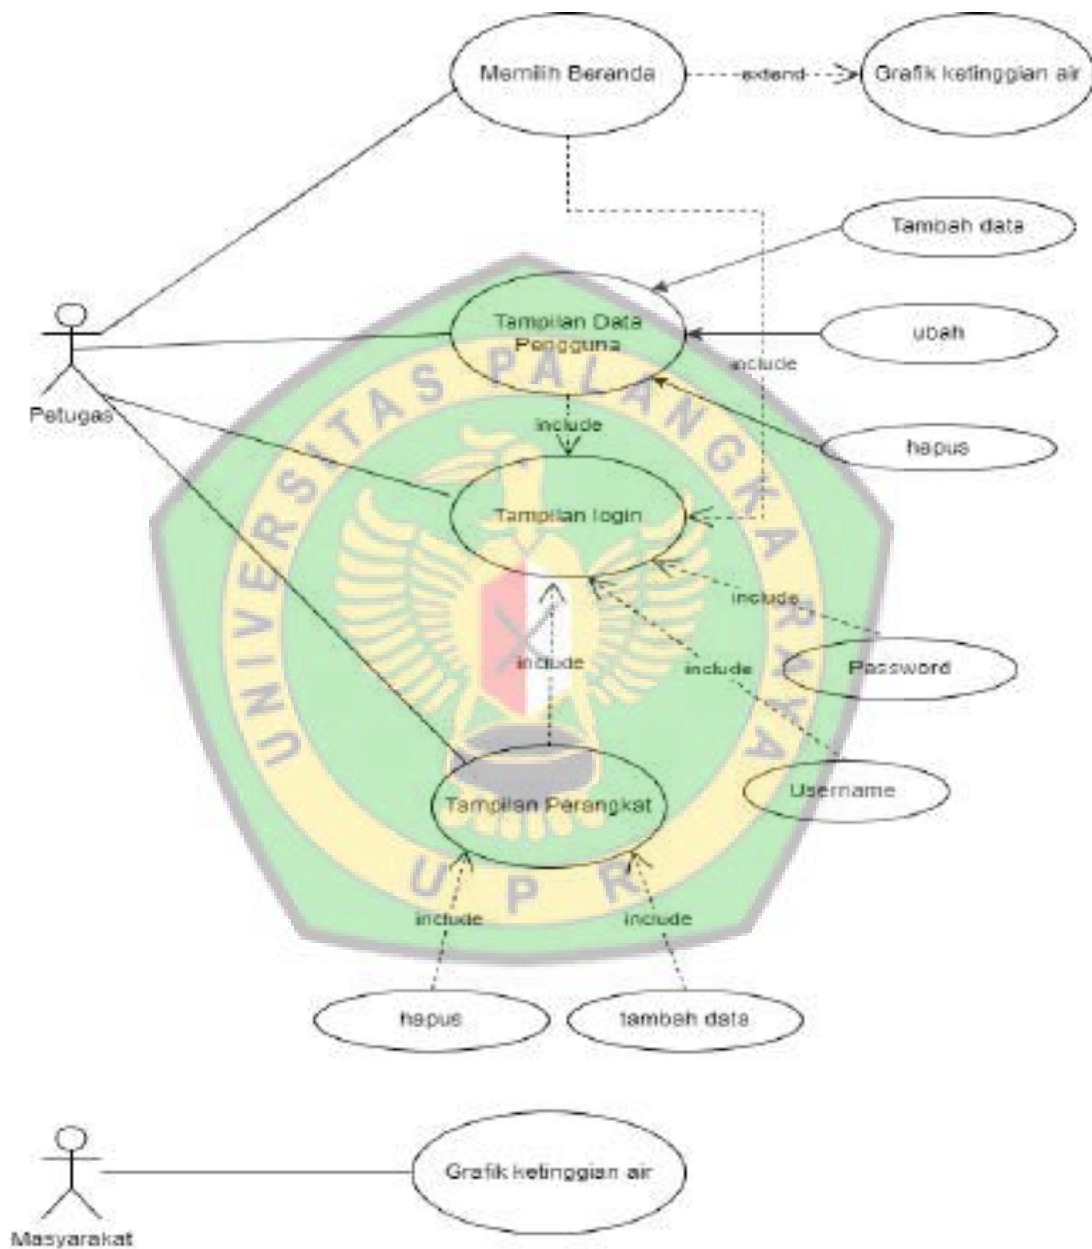 Memilih Beranda
extend
Grafik ketinggian air
Tambah data
Tampilan Data
Pengguna
ubah
include
Petugas
include
hapus
Tampilan login
include
include
include
Password
Username
Tampilan Perangkat
include
include
hapus
tambah data
Grafik ketinggian air
Masyarakat
UNIVERSITAS PALANGKA RAYA
UPR